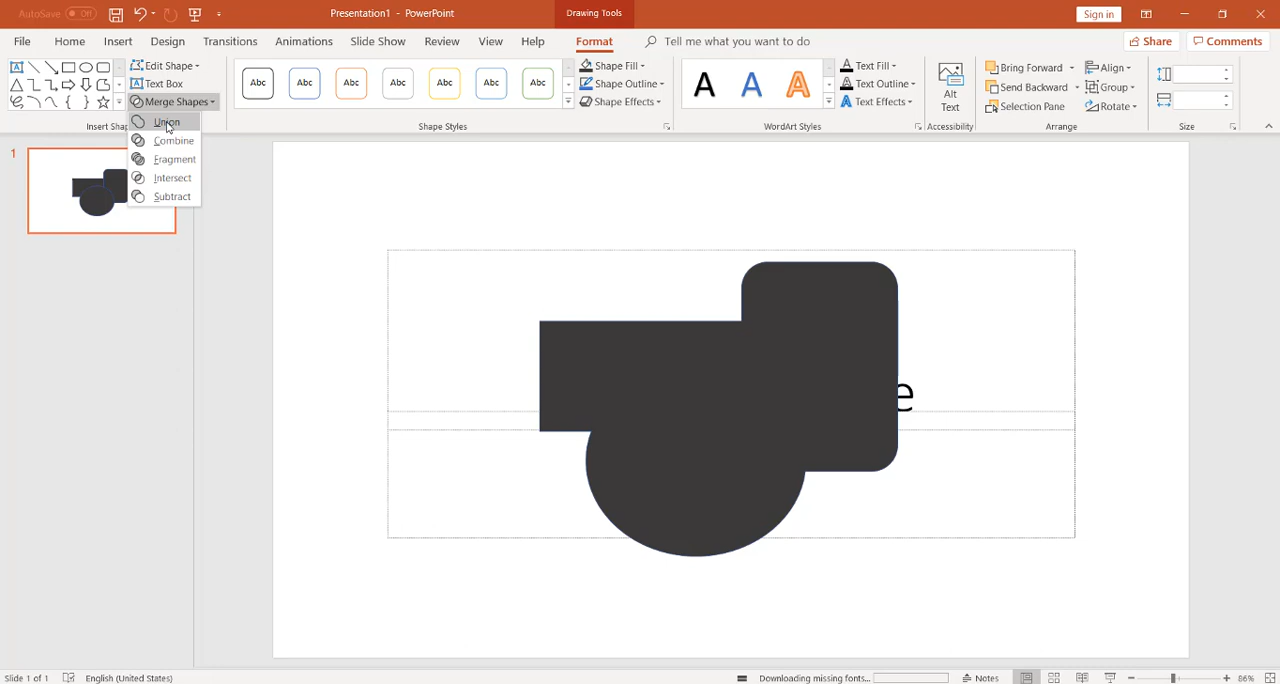 AutoSave Off
Presentation1 - PowerPoint
Drawing Tools
Sign in
File Home Insert Design Transitions Animations Slide Show Review View Help Format Tell me what you want to do
Share Comments
Edit Shape
Text Box
Merge Shapes
Insert Sha
Union
Combine
Fragment
Intersect
Subtract
Abc Abc Abc Abc Abc Abc Abc
Shape Fill
Shape Outline
Shape Effects
Shape Styles
A A A
Text Fill
Text Outline
Text Effects
WordArt Styles
Alt
Text
Accessibility
Bring Forward
Send Backward
Selection Pane
Align
Group
Rotate
Arrange
Size
1
e
Slide 1 of 1 English (United States) Downloading missing fonts... Notes 86%